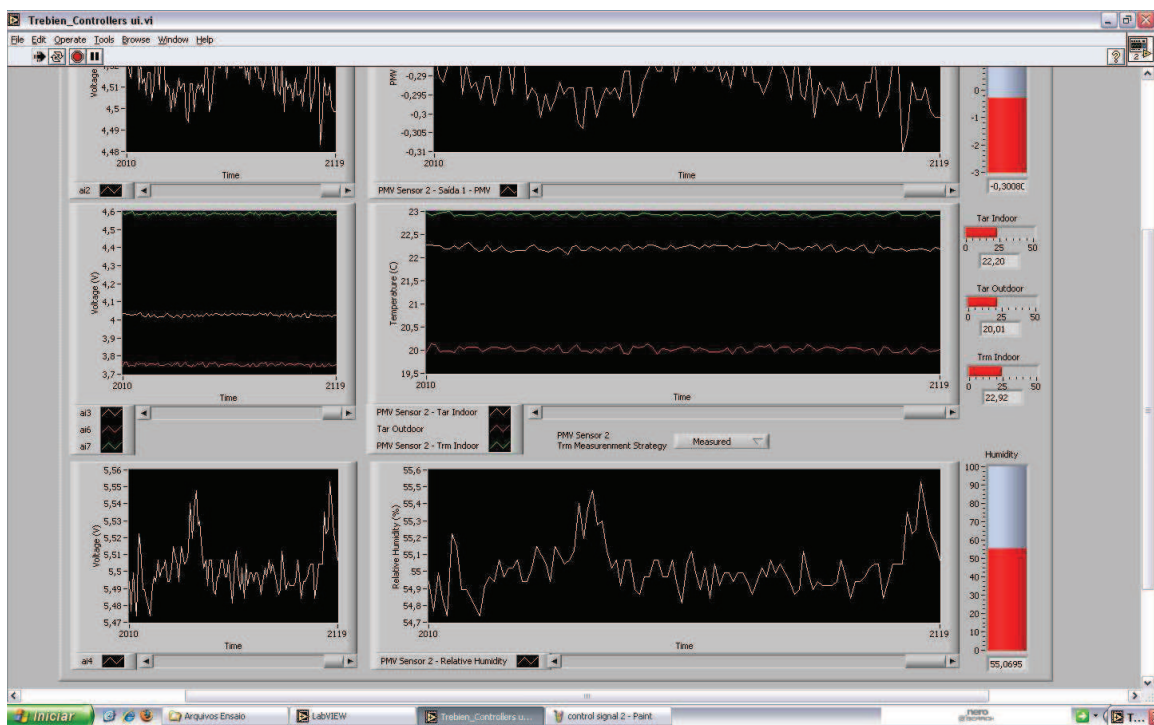 Trebien_Controllers ui.vi
File Edit Operate Tools Browse Window Help
2
Voltage
4,51
4,5
4,49
4,48
2010
2119
Time
ai2
PMV
-0,29
-0,295
-0,3
-0,305
-0,31
2010
2119
Time
PMV Sensor 2 - Saída 1 - PMV
0
-1
-2
-3
-0,3008
Voltage (V)
4,6
4,5
4,4
4,3
4,2
4,1
4
3,9
3,8
3,7
2010
2119
Time
ai3
ai6
ai7
Temperature (C)
23
22,5
22
21,5
21
20,5
20
19,5
2010
2119
Time
PMV Sensor 2 - Tar Indoor
Tar Outdoor
PMV Sensor 2 - Trm Indoor
PMV Sensor 2
Trm Measurenment Strategy
Measured
Tar Indoor
0 25 50
22,20
Tar Outdoor
0 25 50
20,01
Trm Indoor
0 25 50
22,92
Voltage (V)
5,56
5,55
5,54
5,53
5,52
5,51
5,5
5,49
5,48
5,47
2010
2119
Time
ai4
Relative Humidity (%)
55,6
55,5
55,4
55,3
55,2
55,1
55
54,9
54,8
54,7
2010
2119
Time
PMV Sensor 2 - Relative Humidity
Humidity
100
90
80
70
60
50
40
30
20
10
0
55,0695
Iniciar
Arquivos Ensaio
LabVIEW
Trebien_Controllers u...
control signal 2 - Paint
nero
T...